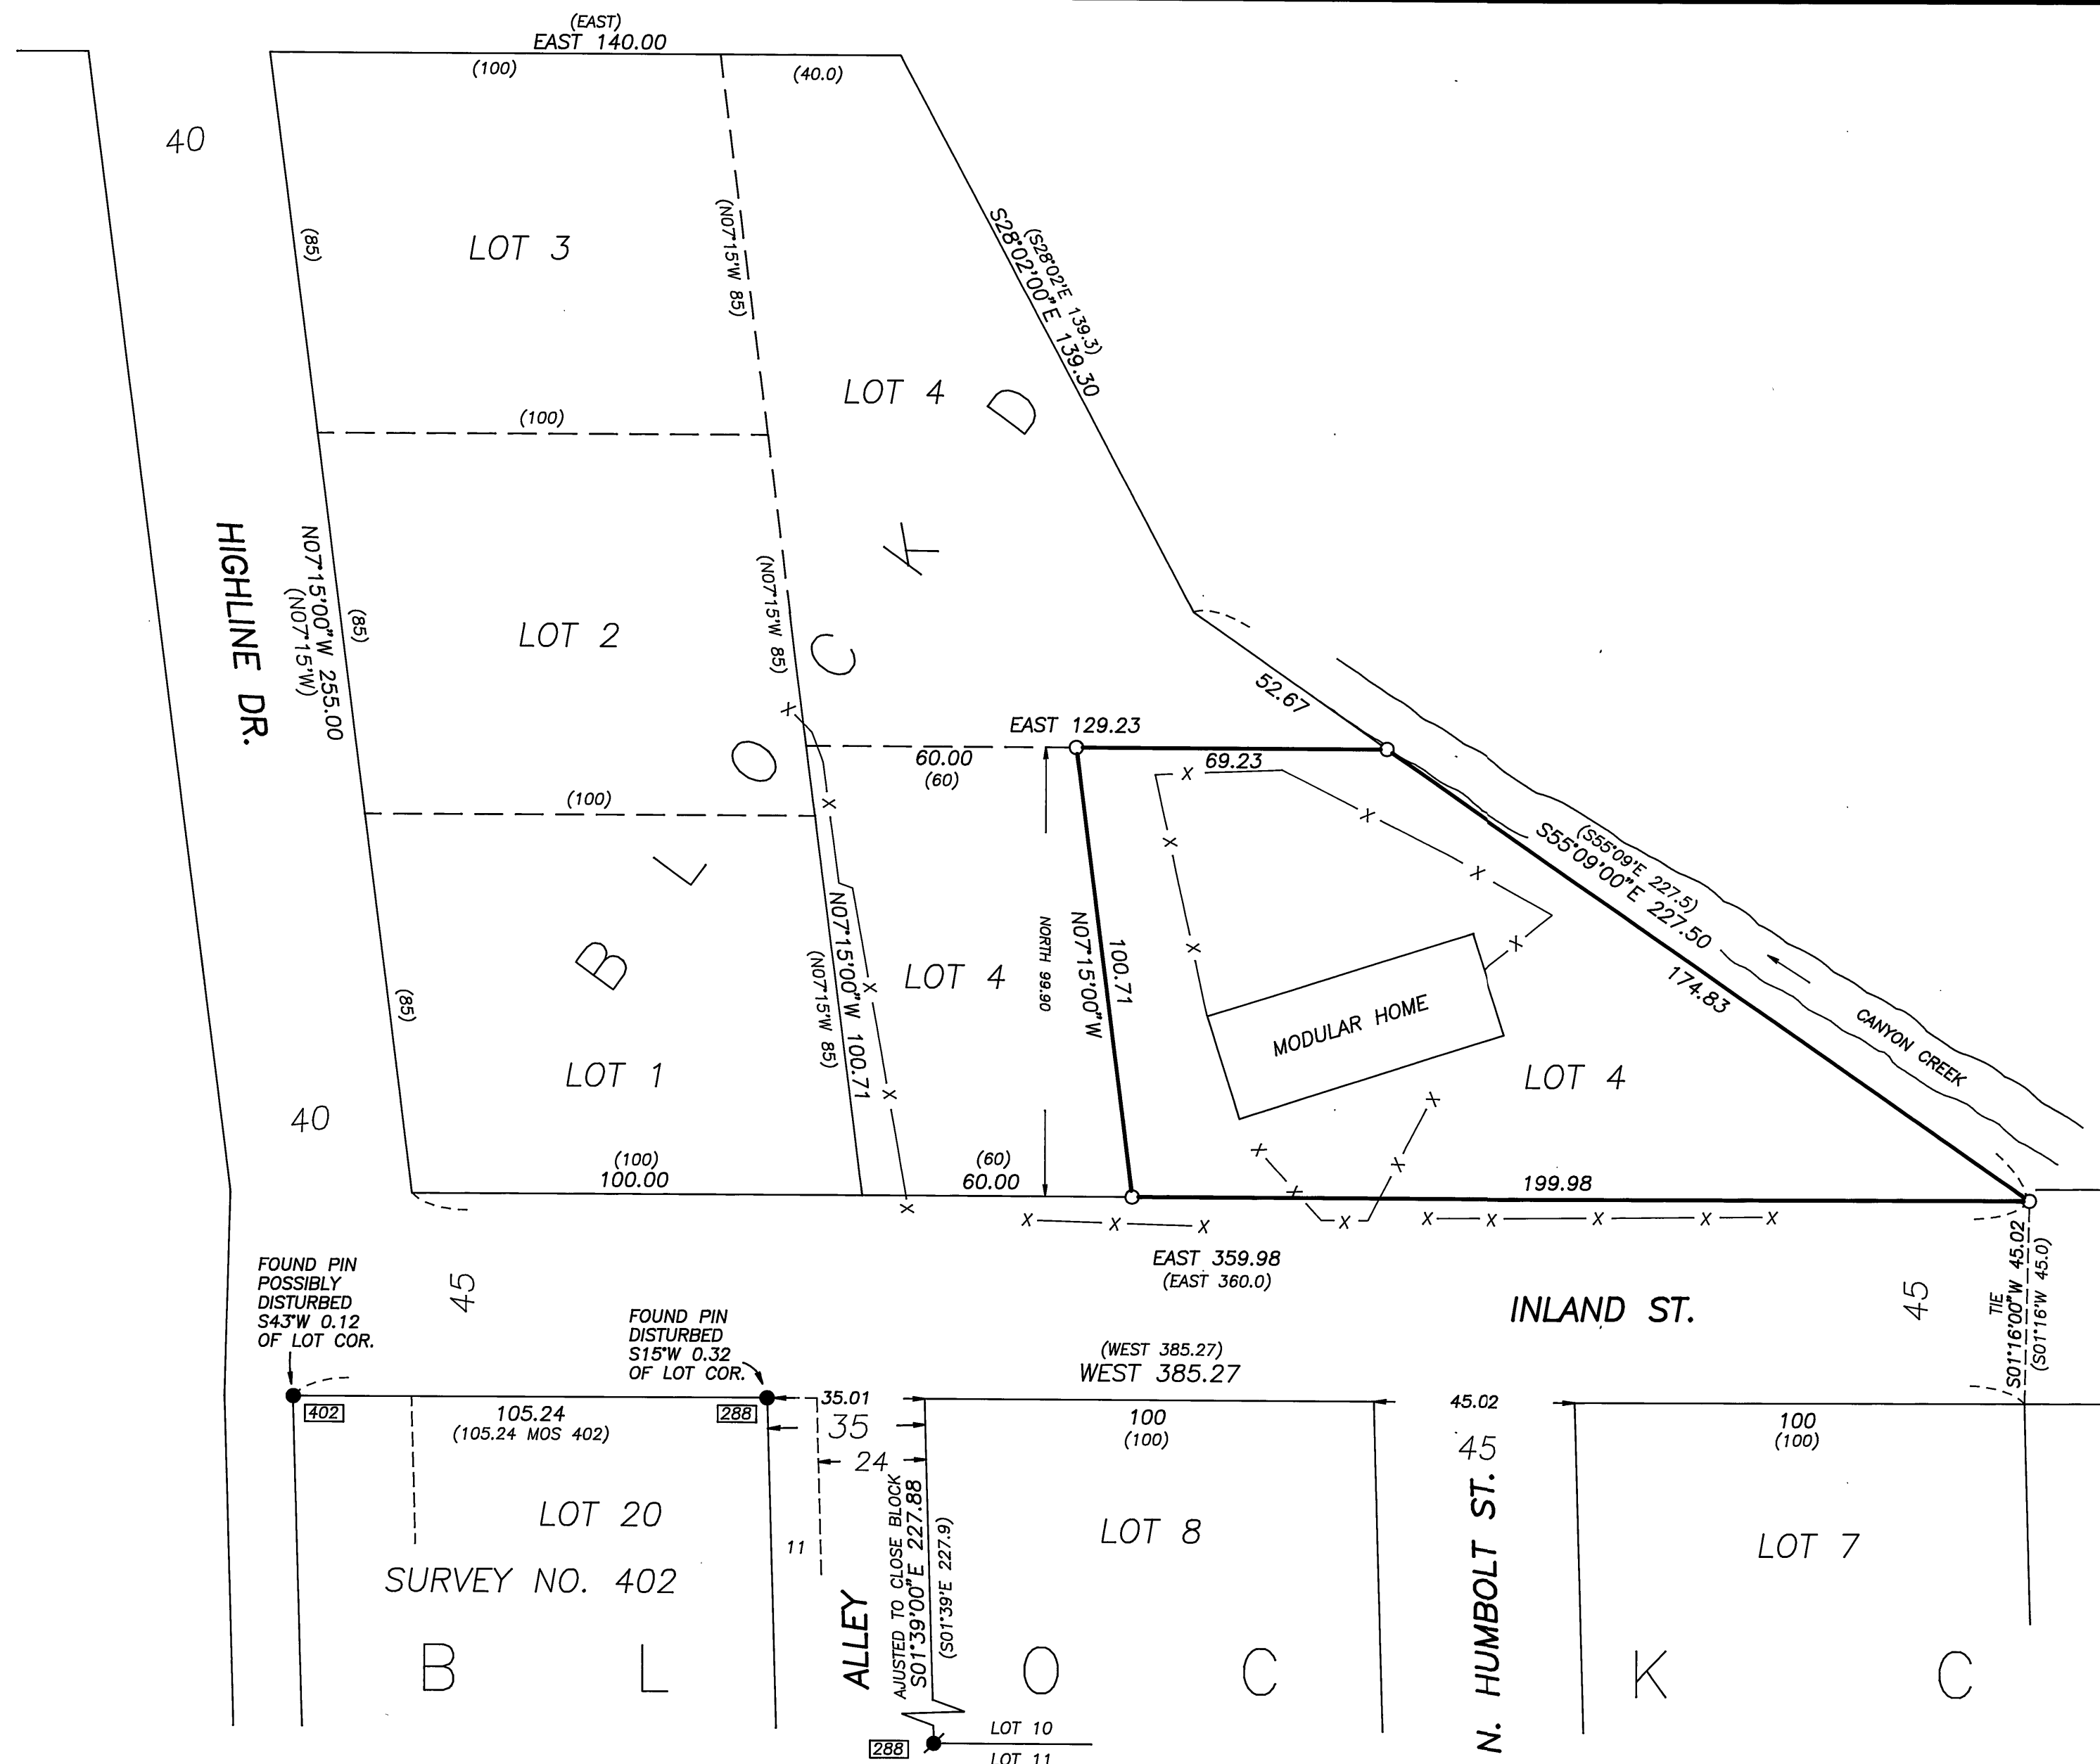 (EAST)
EAST 140.00
(100)
(40.0)
40
(85)
LOT 3
(N07°15'W 85)
(S28°02'E 139.3)
S28°02'00"E 139.30
LOT 4
(100)
HIGHLINE DR.
N07°15'00"W 255.00
(N07°15'W)
(85)
LOT 2
(N07°15'W 85)
B L O C K D
52.67
EAST 129.23
60.00
(60)
69.23
(100)
(S55°09'E 227.5)
S55°09'00"E 227.50
174.83
CANYON CREEK
NORTH 99.90
N07°15'00"W
100.71
N07°15'00"W 100.71
(N07°15'W 85)
LOT 4
MODULAR HOME
LOT 4
(85)
LOT 1
40
(100)
100.00
(60)
60.00
199.98
EAST 359.98
(EAST 360.0)
INLAND ST.
45
45
TIE
S01°16'00"W 45.02
(S01°16'W 45.0)
FOUND PIN
POSSIBLY
DISTURBED
S43°W 0.12
OF LOT COR.
FOUND PIN
DISTURBED
S15°W 0.32
OF LOT COR.
(WEST 385.27)
WEST 385.27
402
105.24
(105.24 MOS 402)
288
35.01
35
24
100
(100)
45.02
45
100
(100)
LOT 20
SURVEY NO. 402
11
ALLEY
AJUSTED TO CLOSE BLOCK
S01°39'00"E 227.88
(S01°39'E 227.9)
LOT 8
N. HUMBOLT ST.
LOT 7
B L O C K C
288
LOT 10
LOT 11